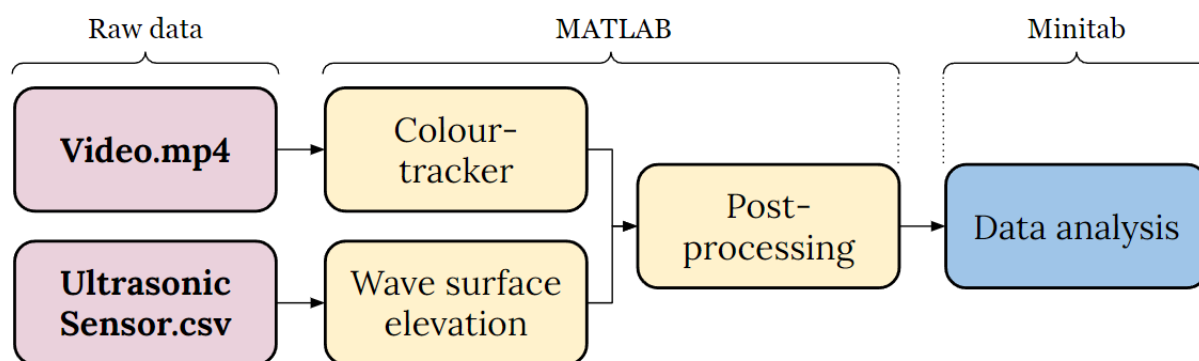 Raw data
MATLAB
Minitab
Video.mp4
Colour-
tracker
Post-
processing
Data analysis
Ultrasonic
Sensor.csv
Wave surface
elevation